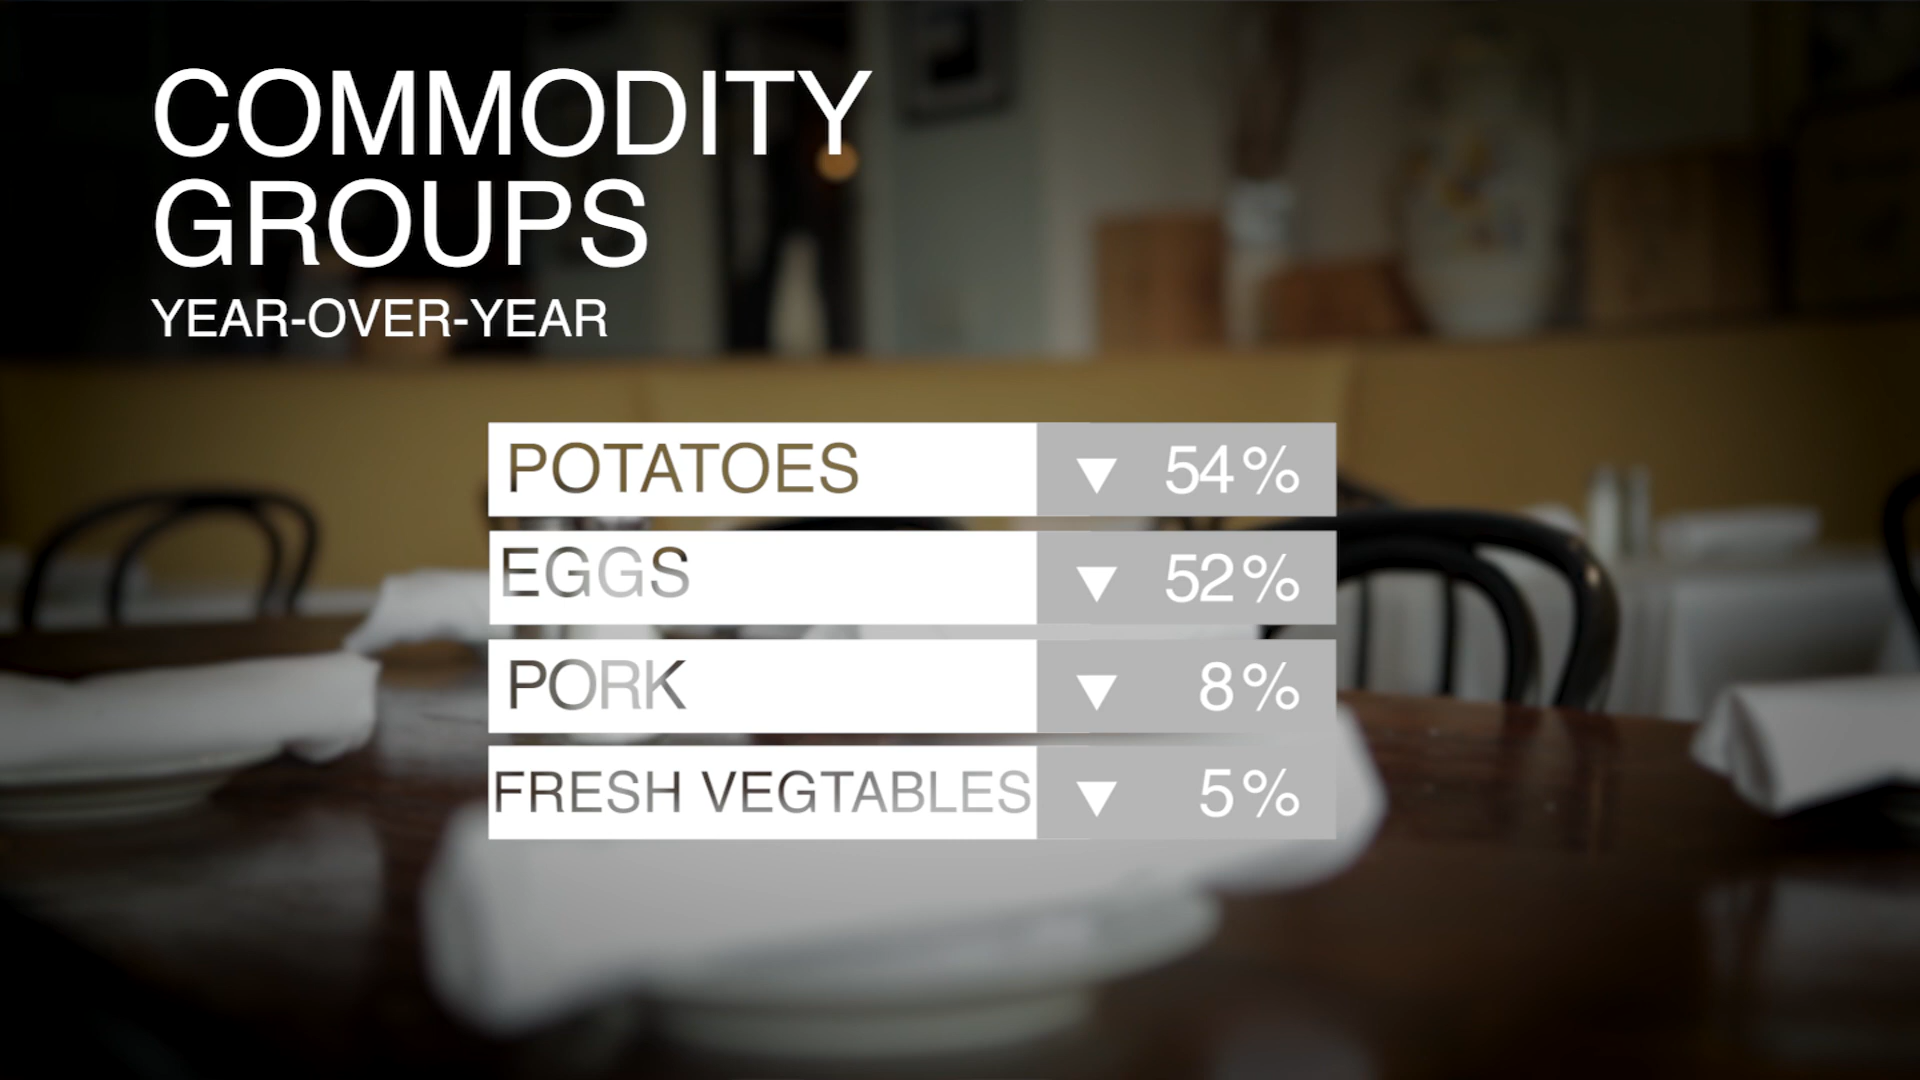 COMMODITY
GROUPS
YEAR-OVER-YEAR
POTATOES ▼ 54%
EGGS ▼ 52%
PORK ▼ 8%
FRESH VEGTABLES ▼ 5%